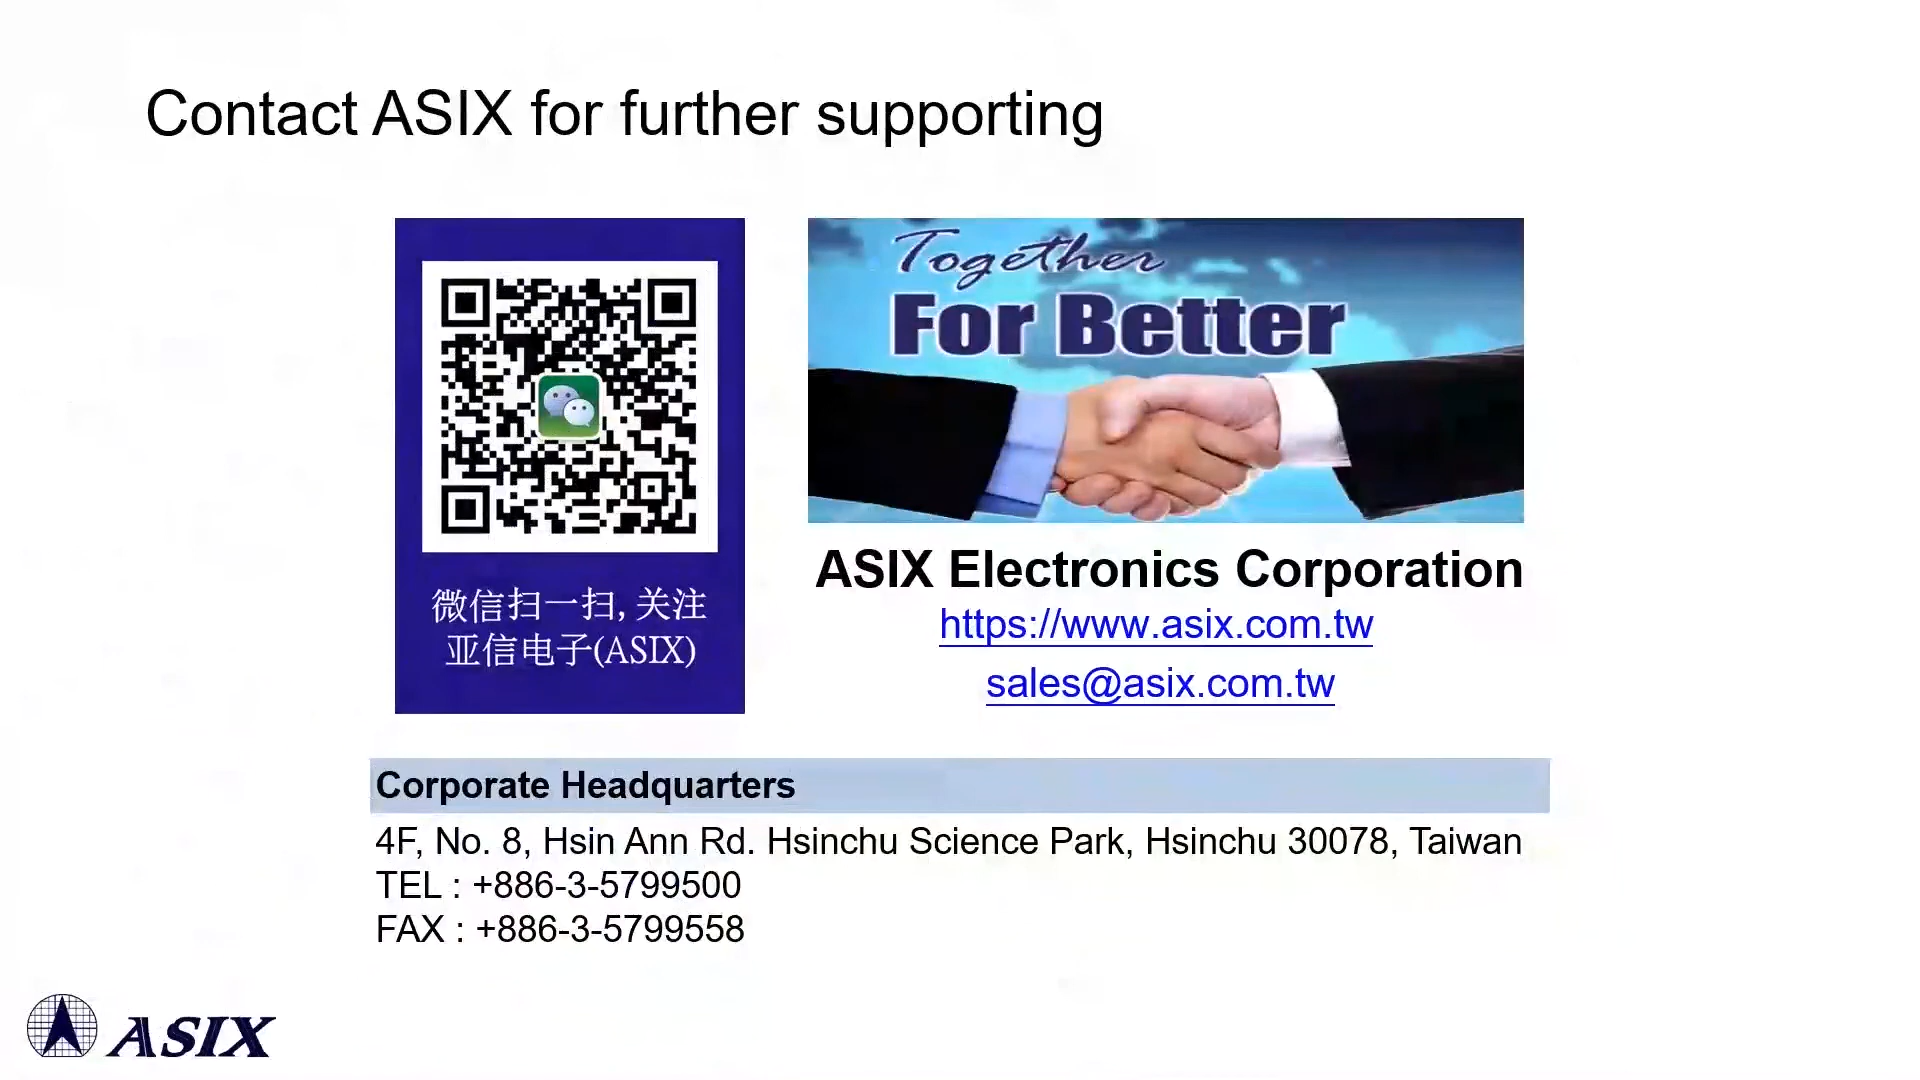 Contact ASIX for further supporting
Together
For Better
微信扫一扫, 关注
亚信电子(ASIX)
ASIX Electronics Corporation
https://www.asix.com.tw
sales@asix.com.tw
Corporate Headquarters
4F, No. 8, Hsin Ann Rd. Hsinchu Science Park, Hsinchu 30078, Taiwan
TEL : +886-3-5799500
FAX : +886-3-5799558
ASIX